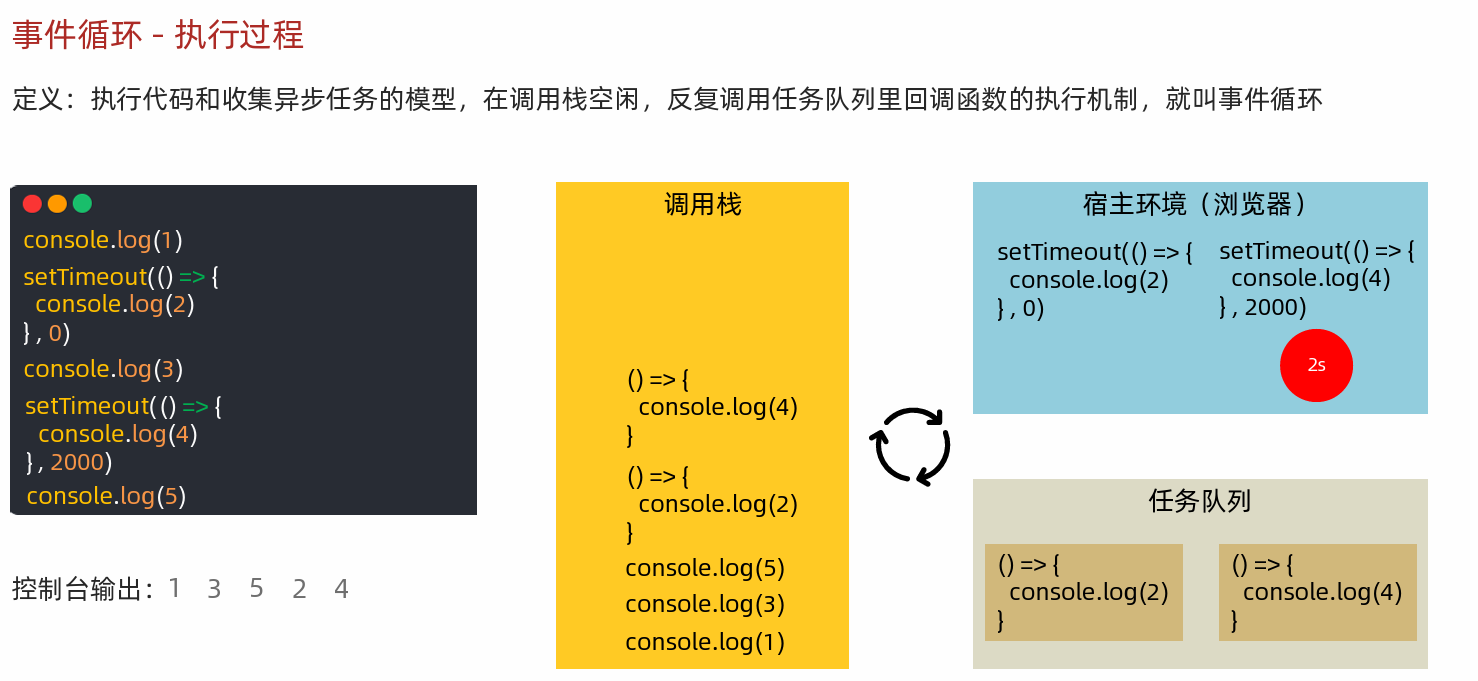 事件循环 - 执行过程
定义：执行代码和收集异步任务的模型，在调用栈空闲，反复调用任务队列里回调函数的执行机制，就叫事件循环
console.log(1)
setTimeout(() => {
console.log(2)
} , 0)
console.log(3)
setTimeout(() => {
console.log(4)
} , 2000)
console.log(5)
控制台输出：1 3 5 2 4
调用栈
() => {
console.log(4)
}
() => {
console.log(2)
}
console.log(5)
console.log(3)
console.log(1)
宿主环境（浏览器）
setTimeout(() => {
console.log(2)
} , 0)
setTimeout(() => {
console.log(4)
} , 2000)
2s
任务队列
() => {
console.log(2)
}
() => {
console.log(4)
}